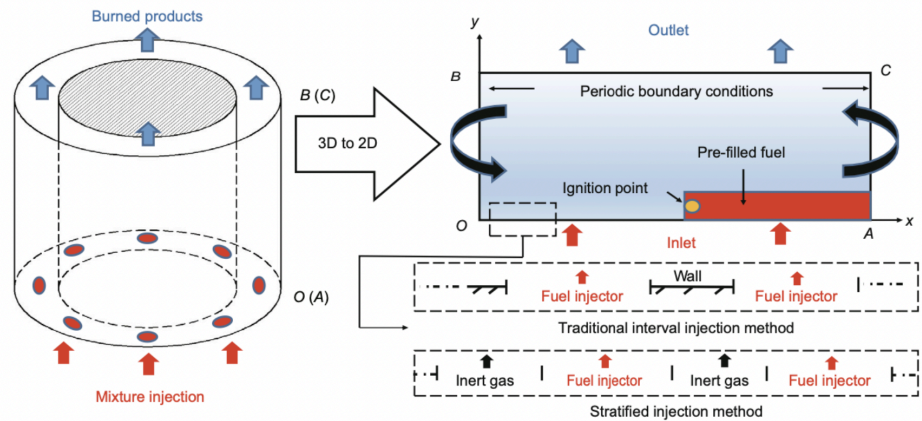 Burned products
B (C)
3D to 2D
O (A)
Mixture injection
y
Outlet
B
C
Periodic boundary conditions
Pre-filled fuel
Ignition point
O
A
x
Inlet
Wall
Fuel injector
Fuel injector
Traditional interval injection method
Inert gas
Fuel injector
Inert gas
Fuel injector
Stratified injection method